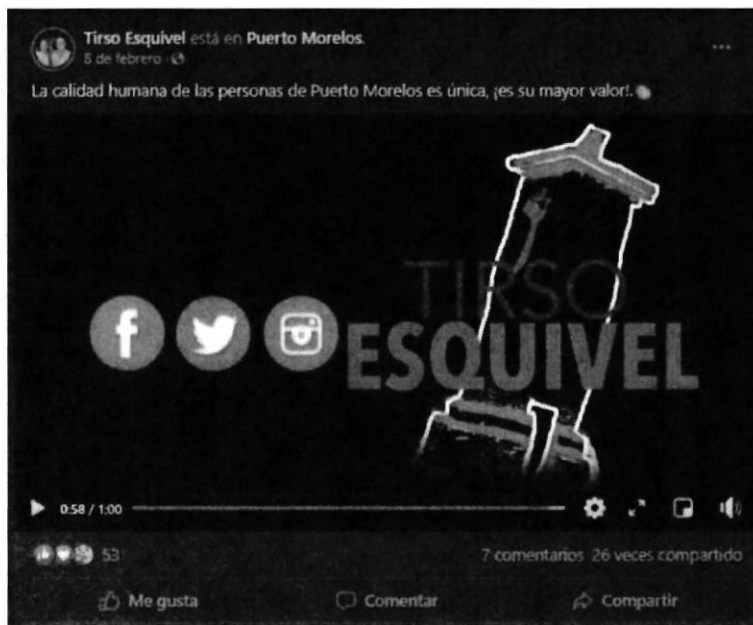 Tirso Esquivel está en Puerto Morelos.
8 de febrero ·
La calidad humana de las personas de Puerto Morelos es única, ¡es su mayor valor!.
TIRSO
ESQUIVEL
0:58 / 1:00
53
7 comentarios 26 veces compartido
Me gusta
Comentar
Compartir